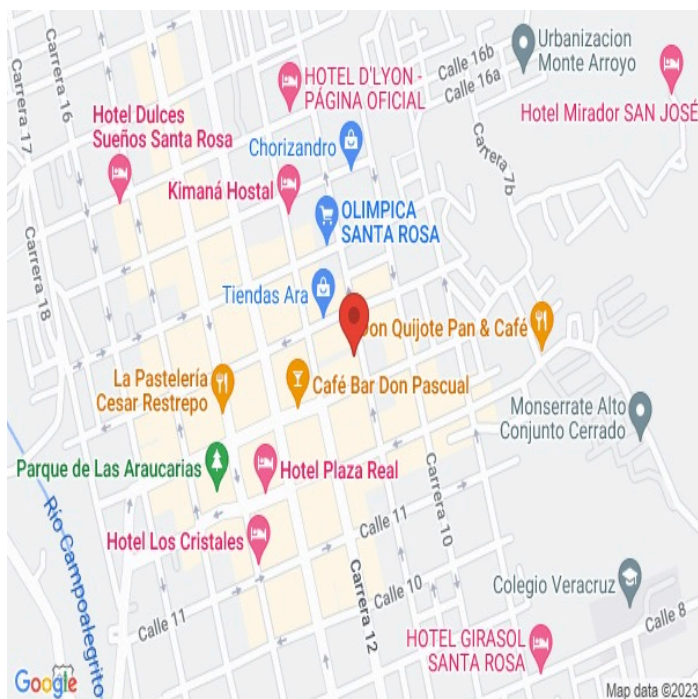 Carrera 17
Carrera 16
Calle 16b
Calle 16a
Urbanizacion
Monte Arroyo
HOTEL D'LYON -
PÁGINA OFICIAL
Hotel Mirador SAN JOSÉ
Hotel Dulces
Sueños Santa Rosa
Chorizandro
Carrera 7b
Kimaná Hostal
OLIMPICA
SANTA ROSA
Carrera 18
Tiendas Ara
Don Quijote Pan & Café
La Pastelería
Cesar Restrepo
Café Bar Don Pascual
Monserrate Alto
Conjunto Cerrado
Parque de Las Araucarias
Hotel Plaza Real
Carrera 10
Río Campoalegrito
Hotel Los Cristales
Calle 11
Calle 10
Colegio Veracruz
Calle 11
Carrera 12
Calle 8
HOTEL GIRASOL
SANTA ROSA
Google
Map data ©2023